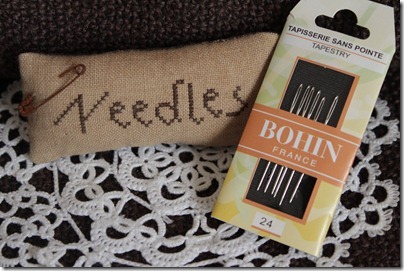 Needles
TAPISSERIE SANS POINTE
TAPESTRY
BOHIN
FRANCE
24